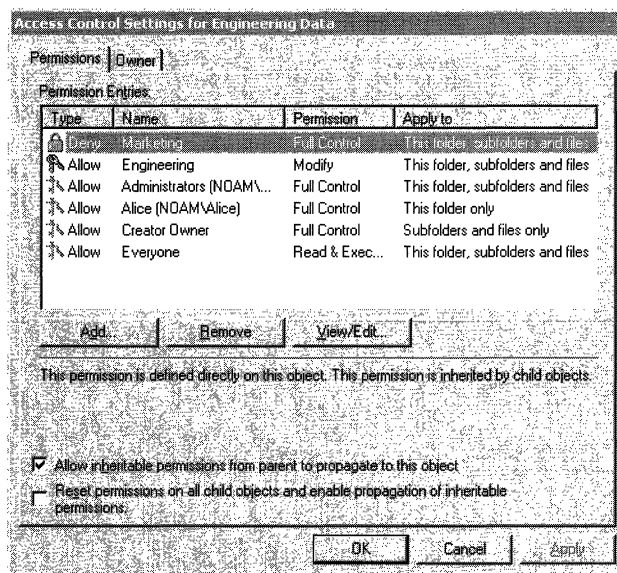 Access Control Settings for Engineering Data
Permissions Owner
Permission Entries:
Type Name Permission Apply to
Deny Marketing Full Control This folder, subfolders and files
Allow Engineering Modify This folder, subfolders and files
Allow Administrators (NOAM\... Full Control This folder, subfolders and files
Allow Alice (NOAM\Alice) Full Control This folder only
Allow Creator Owner Full Control Subfolders and files only
Allow Everyone Read & Exec... This folder, subfolders and files
Add... Remove View/Edit...
This permission is defined directly on this object. This permission is inherited by child objects.
Allow inheritable permissions from parent to propagate to this object
Reset permissions on all child objects and enable propagation of inheritable
permissions.
OK Cancel Apply